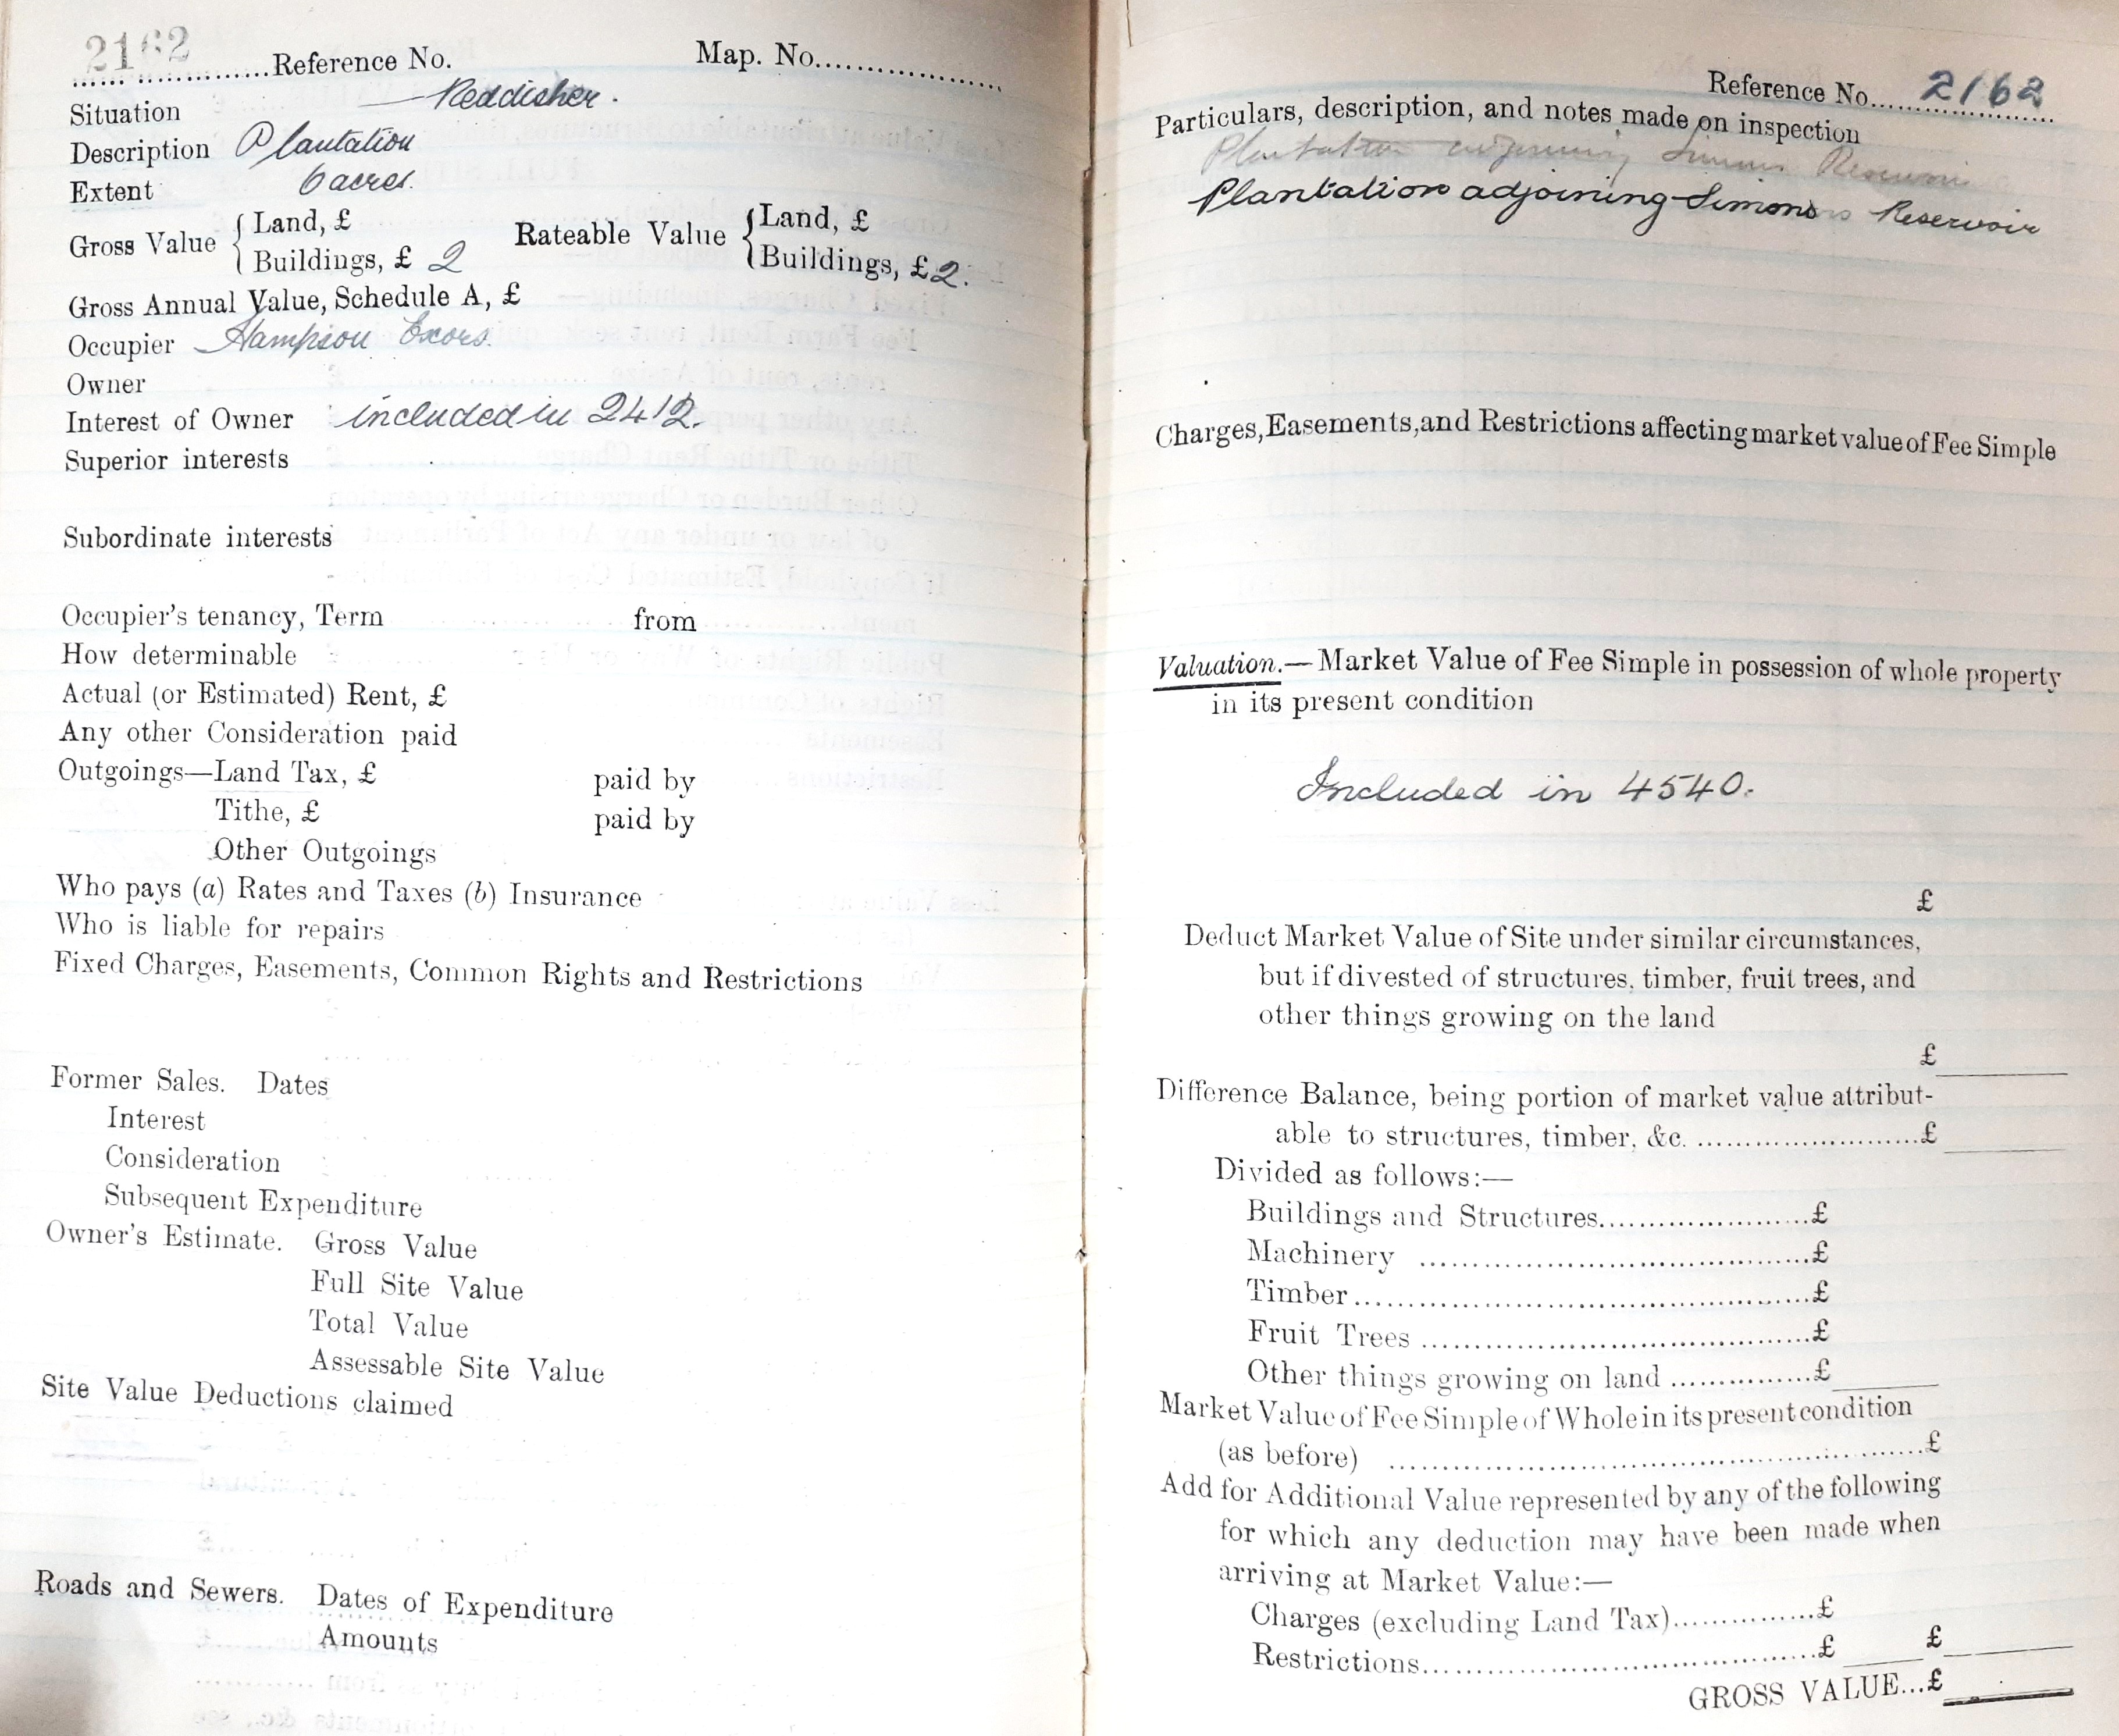 2162 Reference No. Map. No.
Situation Reddisher.
Description Plantation
Extent 6 acres.
Gross Value { Land, £ Rateable Value { Land, £
Buildings, £ 2 Buildings, £ 2.
Gross Annual Value, Schedule A, £
Occupier Hampson Exors.
Owner
Interest of Owner included in 2412.
Superior interests
Subordinate interests
Occupier's tenancy, Term from
How determinable
Actual (or Estimated) Rent, £
Any other Consideration paid
Outgoings—Land Tax, £ paid by
Tithe, £ paid by
Other Outgoings
Who pays (a) Rates and Taxes (b) Insurance
Who is liable for repairs
Fixed Charges, Easements, Common Rights and Restrictions
Former Sales. Dates
Interest
Consideration
Subsequent Expenditure
Owner's Estimate. Gross Value
Full Site Value
Total Value
Assessable Site Value
Site Value Deductions claimed
Roads and Sewers. Dates of Expenditure
Amounts
Reference No. 2162
Particulars, description, and notes made on inspection
Plantation adjoining Simmons Reservoir
Plantation adjoining Simons Reservoir
Charges, Easements, and Restrictions affecting market value of Fee Simple
Valuation.—Market Value of Fee Simple in possession of whole property
in its present condition
Included in 4540.
£
Deduct Market Value of Site under similar circumstances,
but if divested of structures, timber, fruit trees, and
other things growing on the land
£
Difference Balance, being portion of market value attribut-
able to structures, timber, &c. £
Divided as follows:—
Buildings and Structures £
Machinery £
Timber £
Fruit Trees £
Other things growing on land £
Market Value of Fee Simple of Whole in its present condition
(as before) £
Add for Additional Value represented by any of the following
for which any deduction may have been made when
arriving at Market Value:—
Charges (excluding Land Tax) £
Restrictions £ £
GROSS VALUE...£